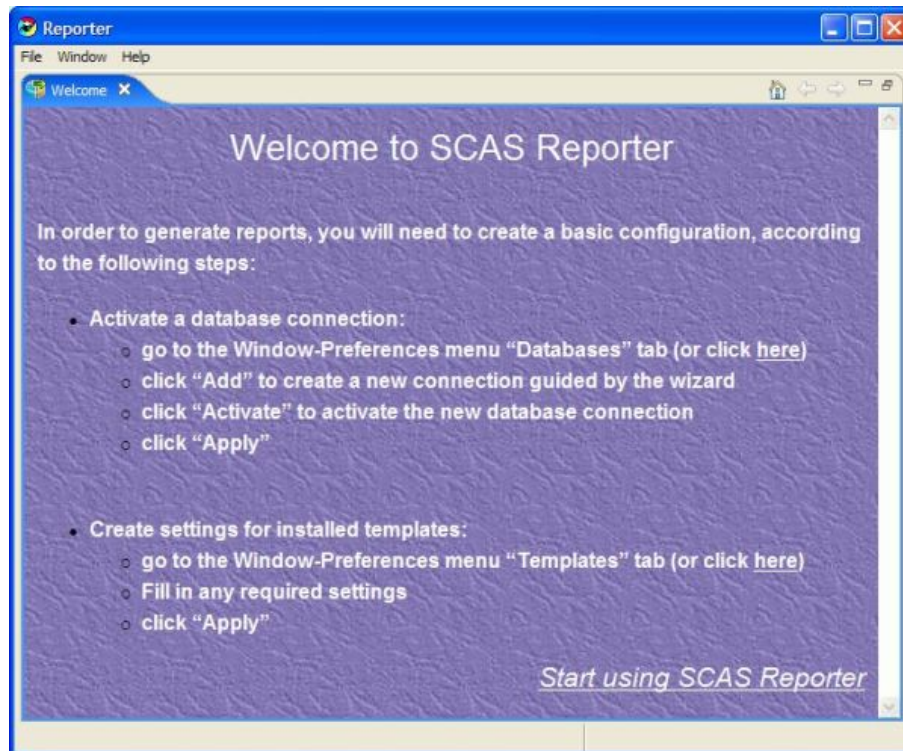 Reporter
File Window Help
Welcome
Welcome to SCAS Reporter
In order to generate reports, you will need to create a basic configuration, according
to the following steps:
Activate a database connection:
go to the Window-Preferences menu “Databases” tab (or click here)
click “Add” to create a new connection guided by the wizard
click “Activate” to activate the new database connection
click “Apply”
Create settings for installed templates:
go to the Window-Preferences menu “Templates” tab (or click here)
Fill in any required settings
click “Apply”
Start using SCAS Reporter